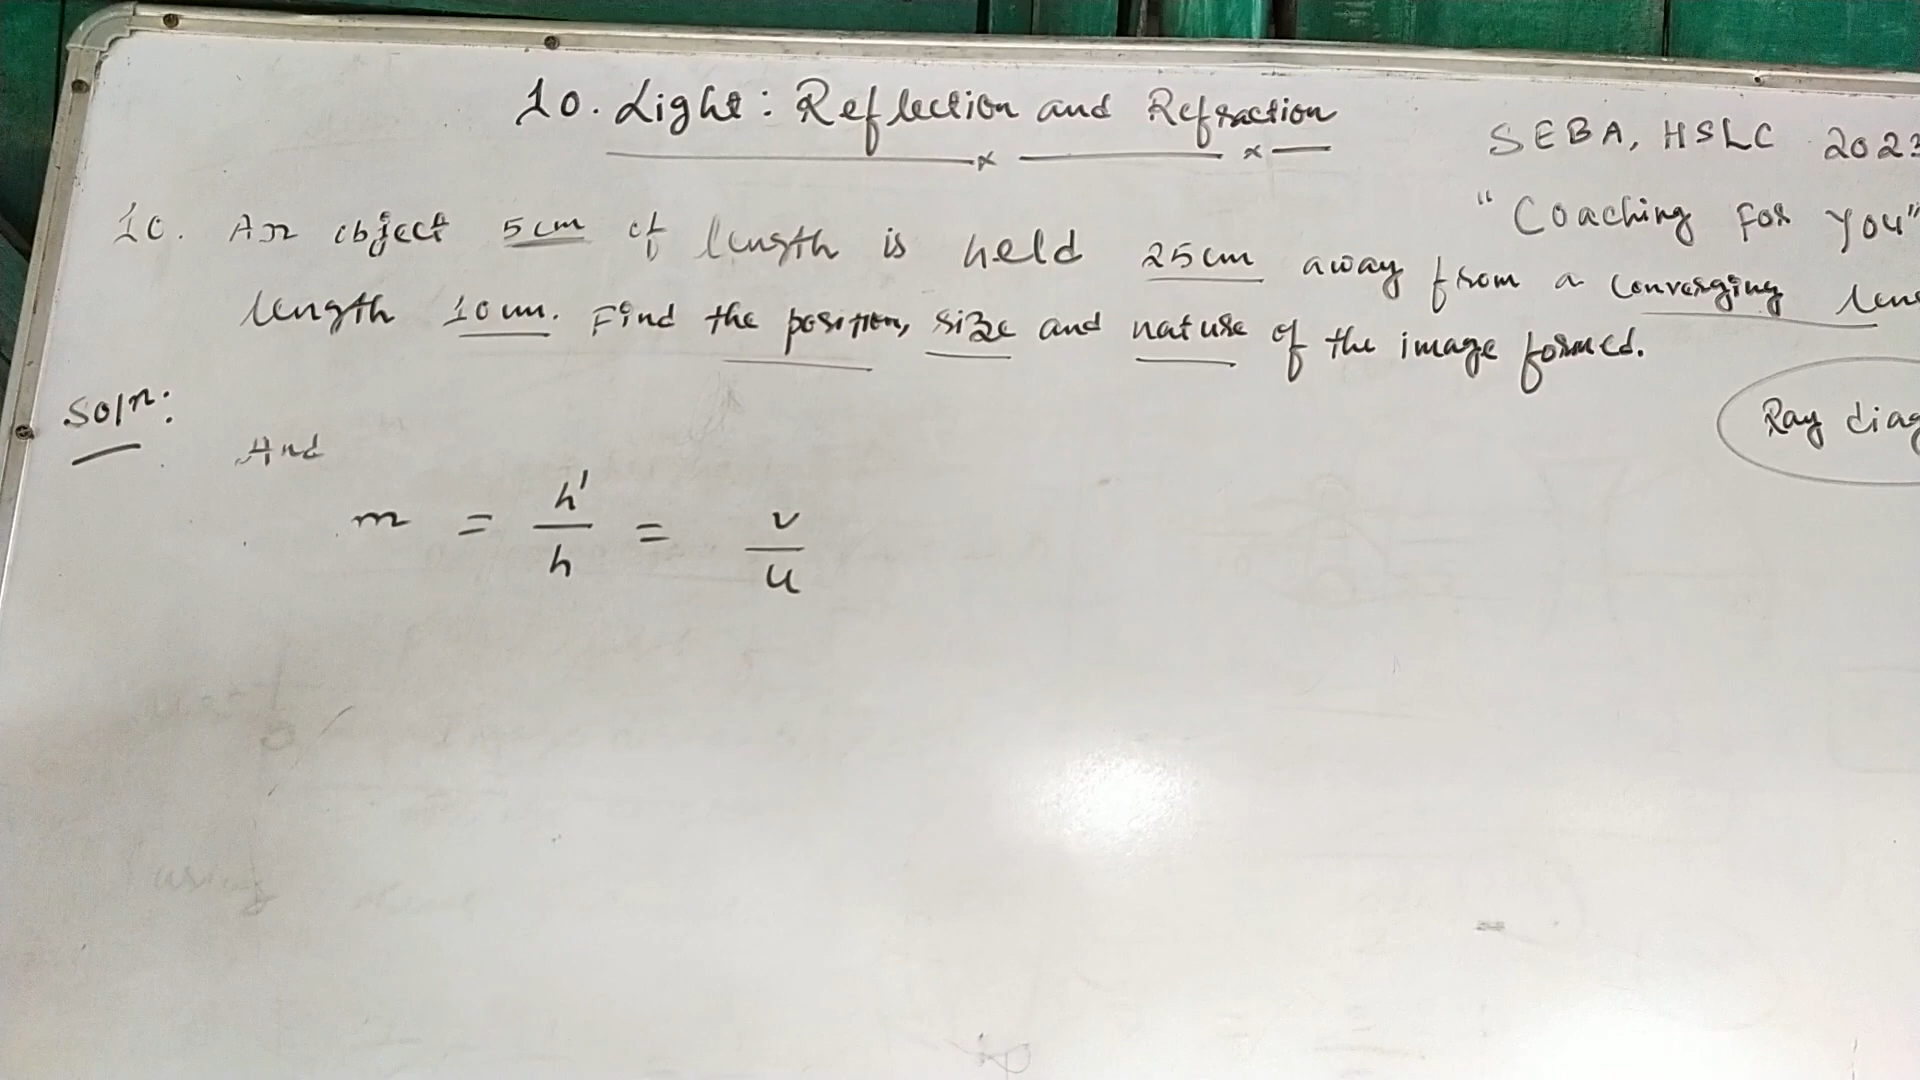 10. Light: Reflection and Refraction
SEBA, HSLC 2023
"Coaching For You"
10. An object 5cm of length is held 25cm away from a converging lens
length 10cm. Find the position, size and nature of the image formed.
Soln:
Ray diag
And
m = h'/h = v/u
using